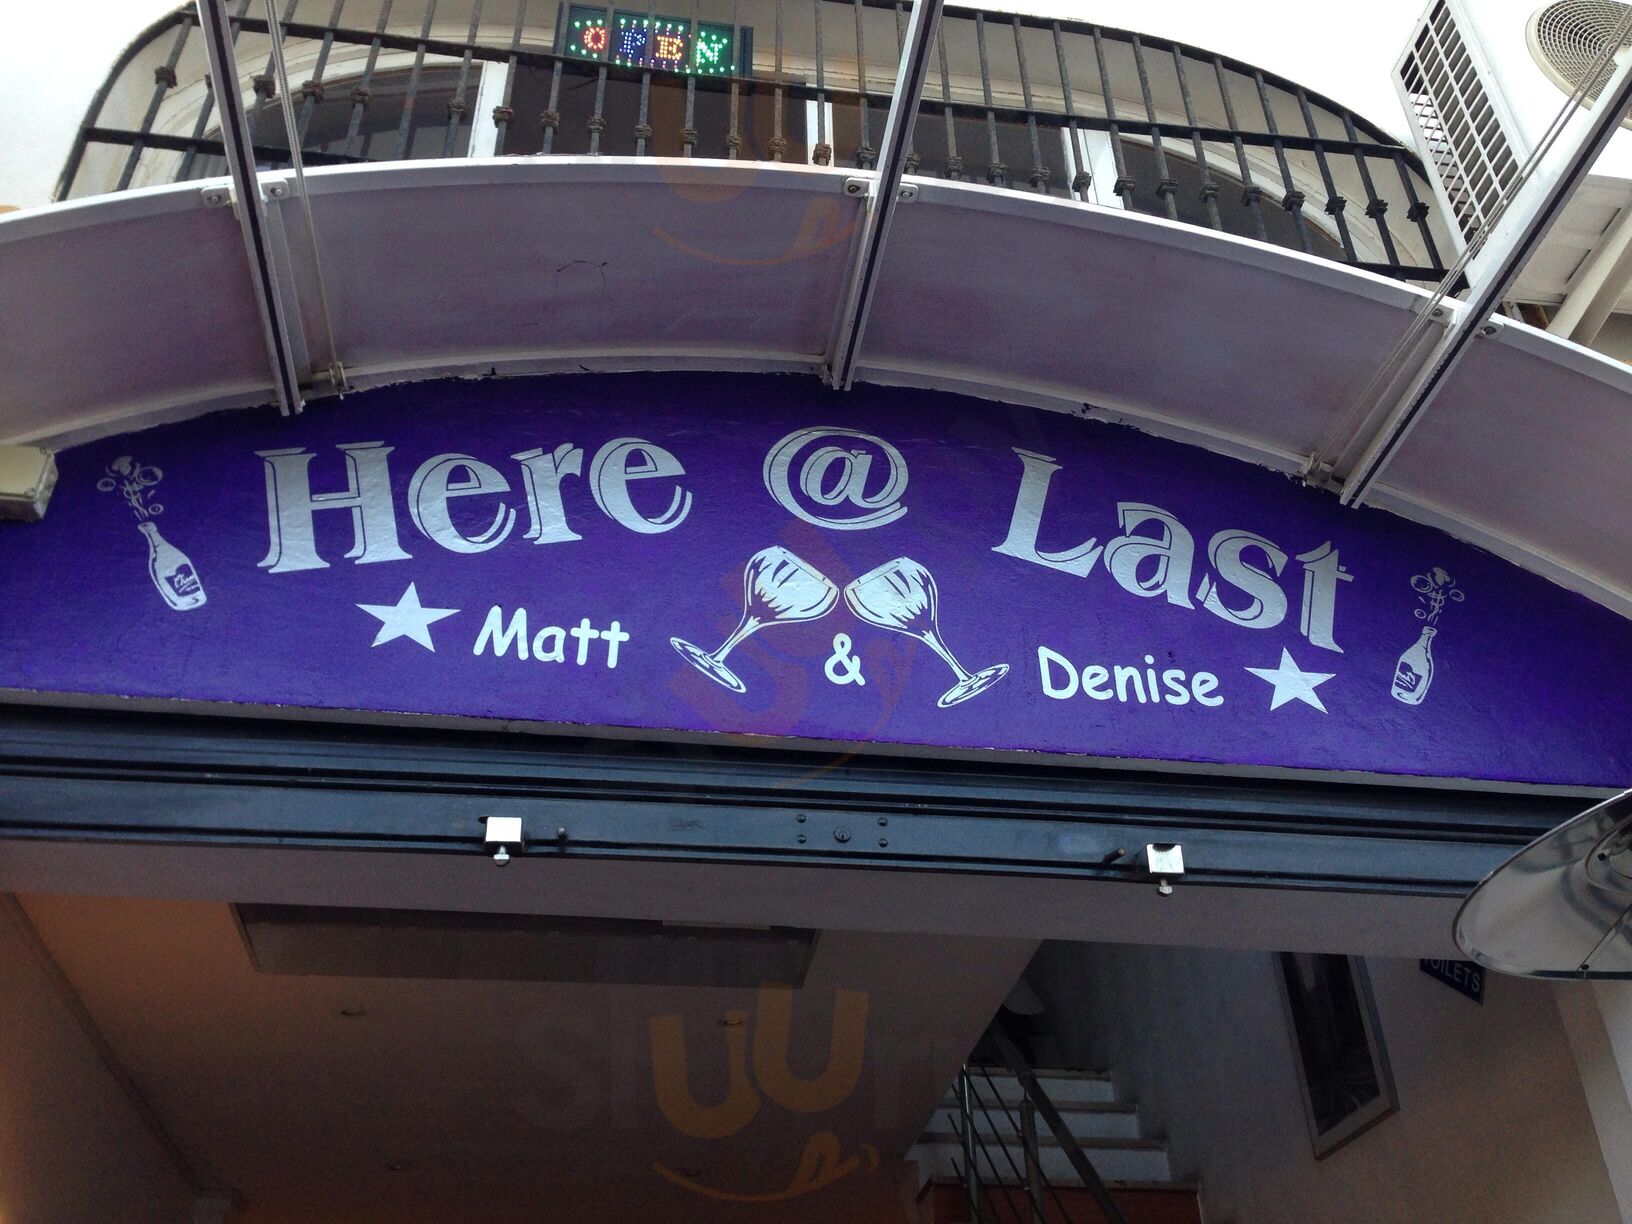 OPEN
Here @ Last
Matt & Denise
TOILETS